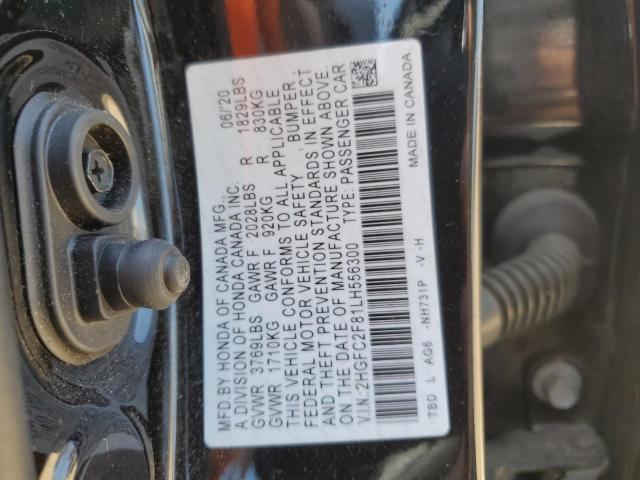 MFD.BY HONDA OF CANADA MFG. 06/20
A DIVISION OF HONDA CANADA INC.
GVWR 3769LBS GAWR F 2028LBS R 1829LBS
GVWR 1710KG GAWR F 920KG R 830KG
THIS VEHICLE CONFORMS TO ALL APPLICABLE
FEDERAL MOTOR VEHICLE SAFETY , BUMPER,
AND THEFT PREVENTION STANDARDS IN EFFECT
ON THE DATE OF MANUFACTURE SHOWN ABOVE
V.I.N.:2HGFC2F81LH556300 TYPE: PASSENGER CAR
TBD L AG6 -NH731P -V -H
MADE IN CANADA